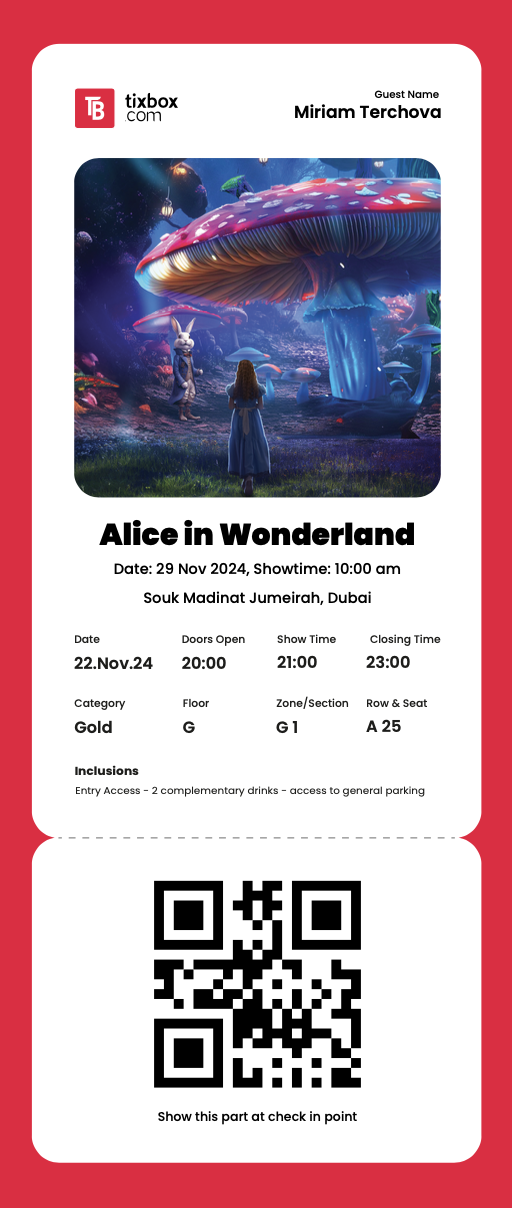 TB
tixbox
.com
Guest Name
Miriam Terchova
Alice in Wonderland
Date: 29 Nov 2024, Showtime: 10:00 am
Souk Madinat Jumeirah, Dubai
Date Doors Open Show Time Closing Time
22.Nov.24 20:00 21:00 23:00
Category Floor Zone/Section Row & Seat
Gold G G 1 A 25
Inclusions
Entry Access - 2 complementary drinks - access to general parking
Show this part at check in point